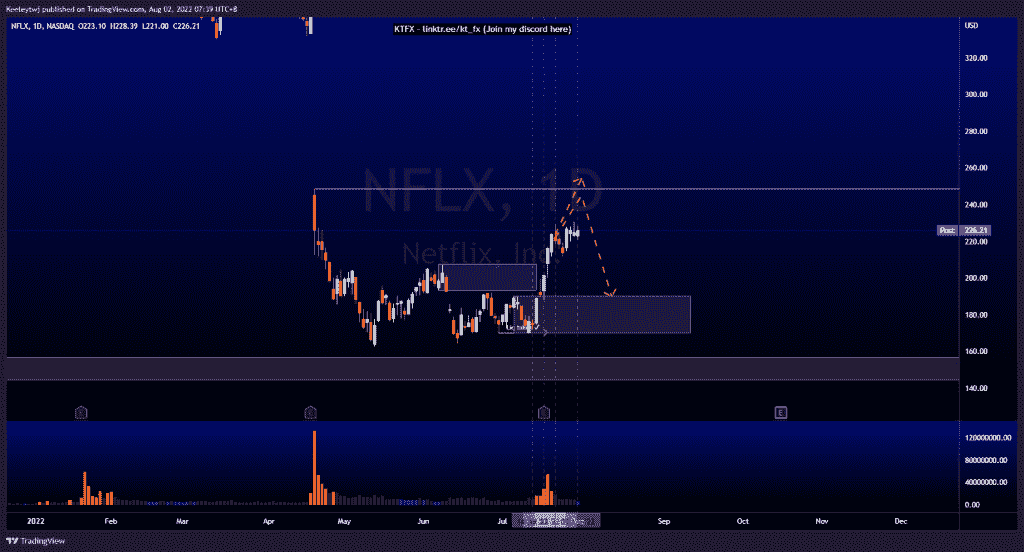 Keeleytwj published on TradingView.com, Aug 02, 2022 07:39 UTC+8
NFLX, 1D, NASDAQ O223.10 H228.39 L221.00 C226.21
KTFX - linktr.ee/kt_fx (Join my discord here)
USD
320.00
300.00
280.00
260.00
NFLX, 1D
240.00
Post 226.21
220.00
Netflix, Inc.
200.00
180.00
160.00
140.00
E
120000000.00
80000000.00
40000000.00
0.00
2022 Feb Mar Apr May Jun Jul Sep Oct Nov Dec
TradingView